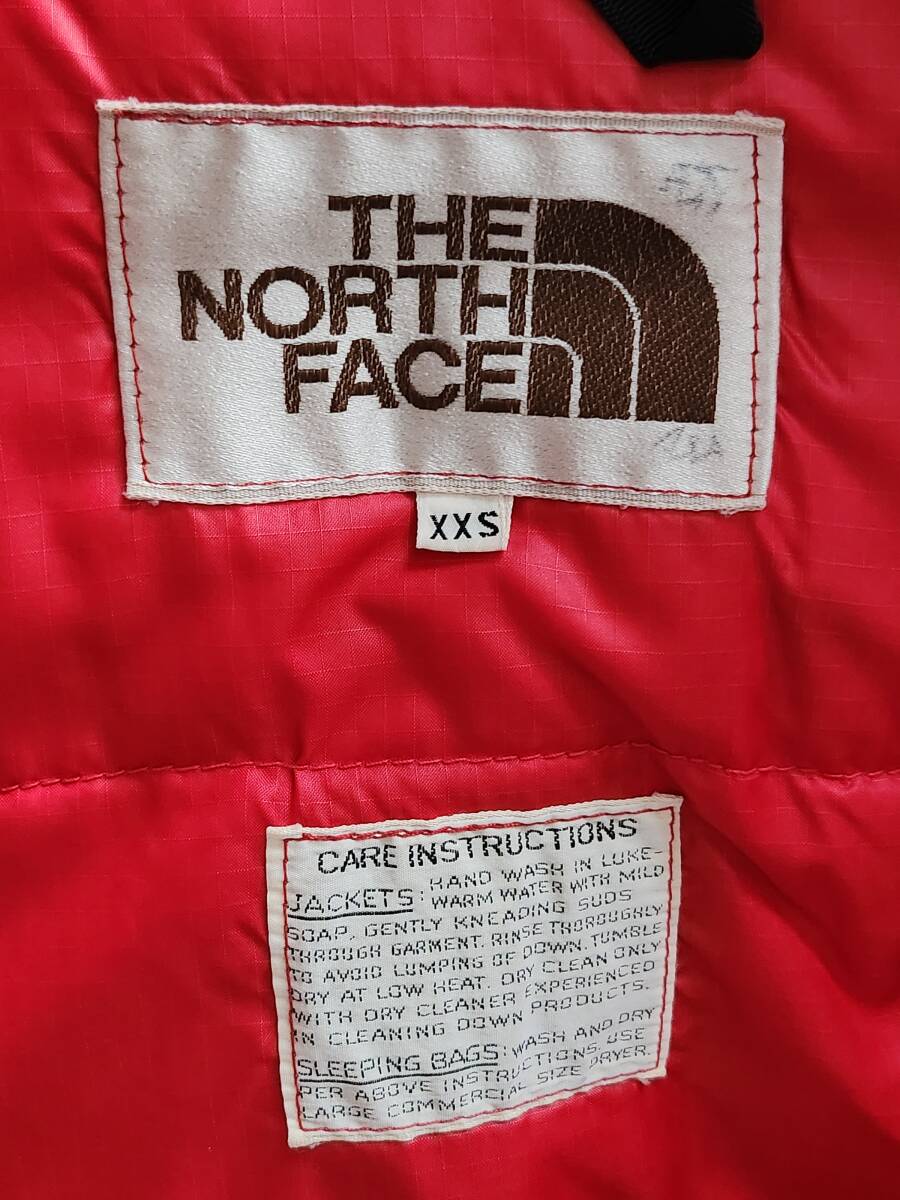 THE
NORTH
FACE
XXS
CARE INSTRUCTIONS
JACKETS: HAND WASH IN LUKE-
WARM WATER WITH MILD
SOAP. GENTLY KNEADING SUDS
THROUGH GARMENT. RINSE THOROUGHLY
TO AVOID LUMPING OF DOWN. TUMBLE
DRY AT LOW HEAT. DRY CLEAN ONLY
WITH DRY CLEANER EXPERIENCED
IN CLEANING DOWN PRODUCTS.
SLEEPING BAGS: WASH AND DRY
PER ABOVE INSTRUCTIONS. USE
LARGE COMMERCIAL SIZE DRYER.